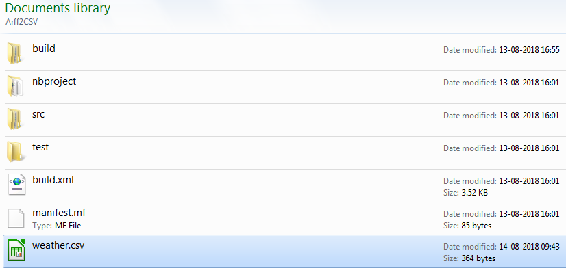 Documents library
Arff2CSV
build
Date modified: 13-08-2018 16:55
nbproject
Date modified: 13-08-2018 16:01
src
Date modified: 13-08-2018 16:01
test
Date modified: 13-08-2018 16:01
build.xml
Date modified: 13-08-2018 16:01
Size: 3.52 KB
manifest.mf
Date modified: 13-08-2018 16:01
Type: MF File
Size: 85 bytes
weather.csv
Date modified: 14-08-2018 09:43
Size: 364 bytes